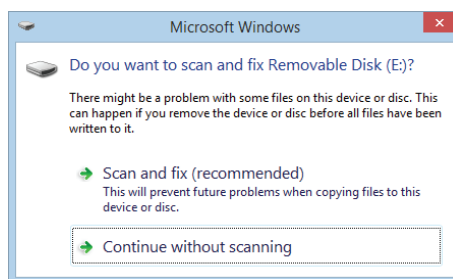 Microsoft Windows
Do you want to scan and fix Removable Disk (E:)?
There might be a problem with some files on this device or disc. This
can happen if you remove the device or disc before all files have been
written to it.
Scan and fix (recommended)
This will prevent future problems when copying files to this
device or disc.
Continue without scanning